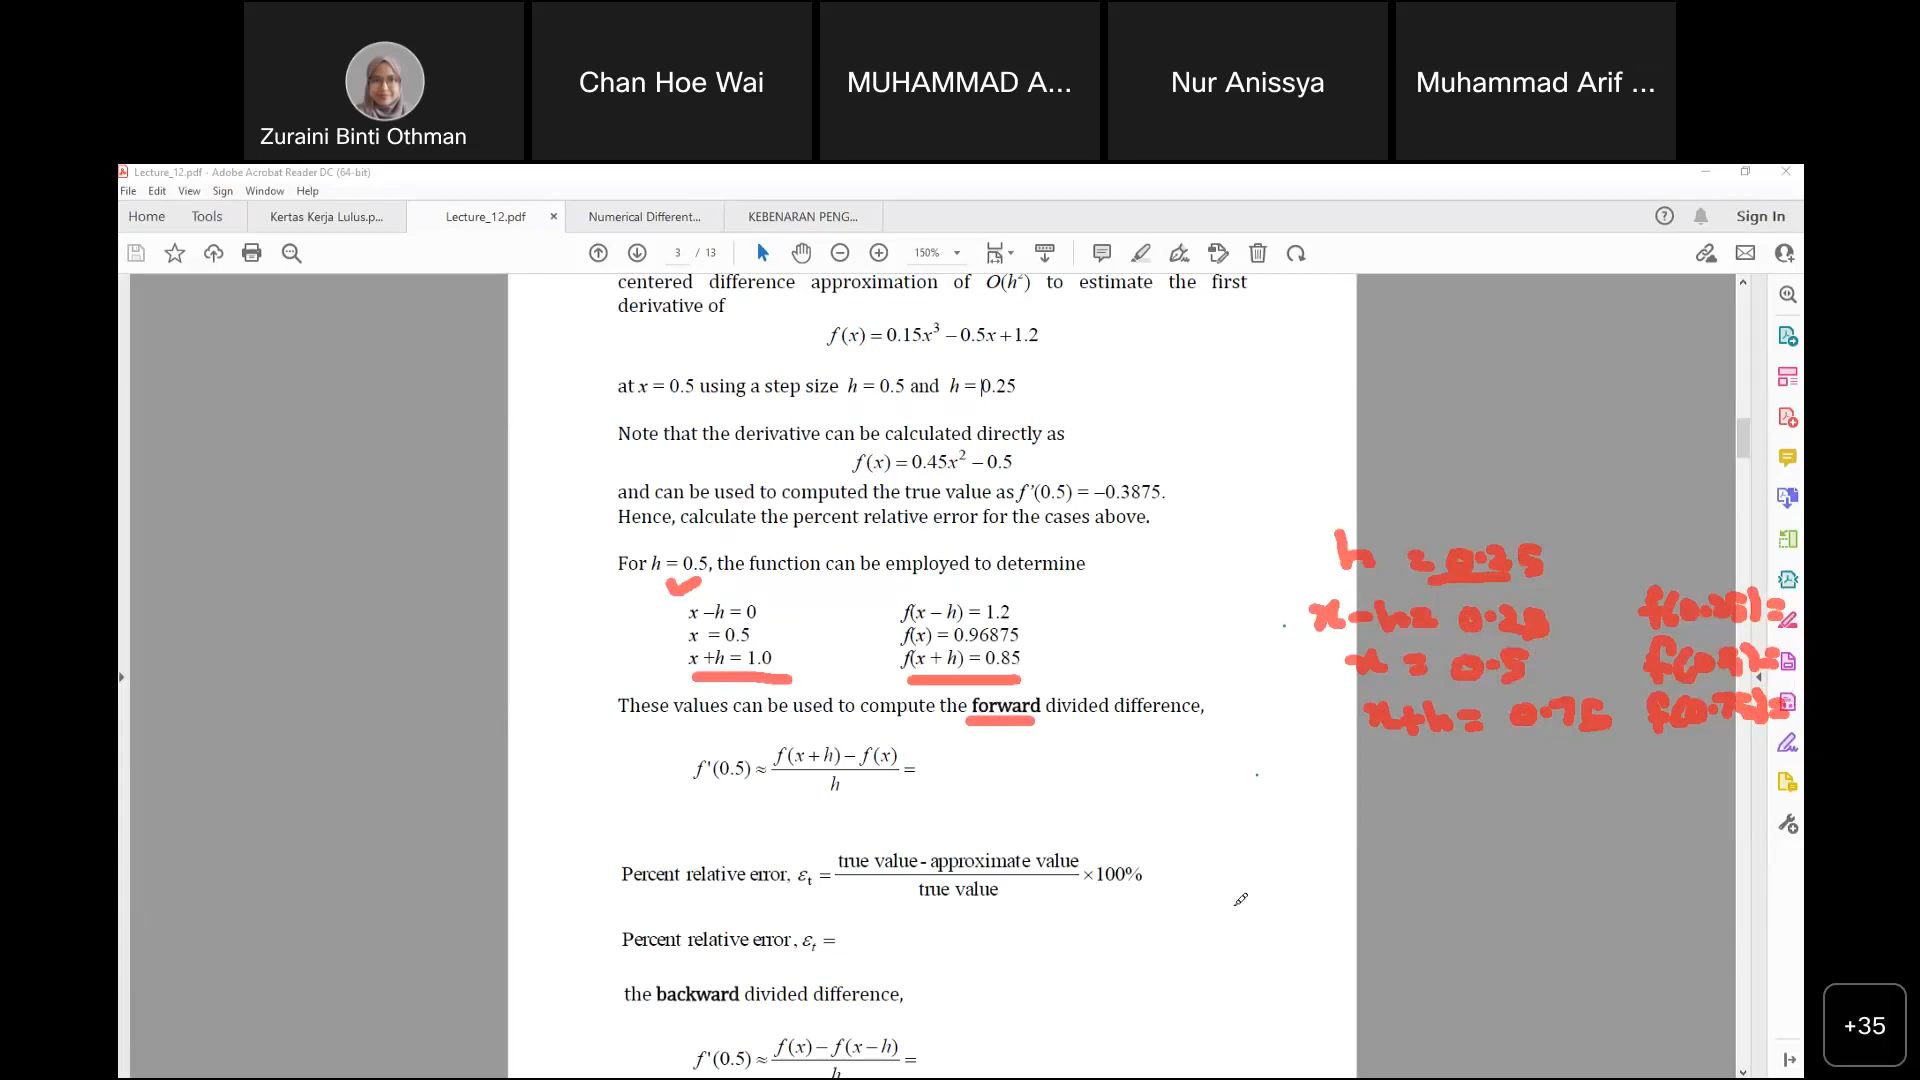 Zuraini Binti Othman
Chan Hoe Wai
MUHAMMAD A...
Nur Anissya
Muhammad Arif ...
Lecture_12.pdf - Adobe Acrobat Reader DC (64-bit)
File Edit View Sign Window Help
Home Tools Kertas Kerja Lulus.p... Lecture_12.pdf × Numerical Different... KEBENARAN PENG... Sign In
3 / 13 150%
centered difference approximation of O(h²) to estimate the first
derivative of
f(x) = 0.15x³ − 0.5x + 1.2
at x = 0.5 using a step size h = 0.5 and h = 0.25
Note that the derivative can be calculated directly as
f(x) = 0.45x² − 0.5
and can be used to computed the true value as f'(0.5) = −0.3875.
Hence, calculate the percent relative error for the cases above.
For h = 0.5, the function can be employed to determine
h = 0.25
x − h = 0 f(x − h) = 1.2
x − h = 0.25 f(0.25) =
x = 0.5 f(x) = 0.96875
x = 0.5 f(0.5) =
x + h = 1.0 f(x + h) = 0.85
x + h = 0.75 f(0.75) =
These values can be used to compute the forward divided difference,
f'(0.5) ≈ f(x + h) − f(x) / h =
Percent relative error, εt = true value - approximate value / true value × 100%
Percent relative error, εt =
the backward divided difference,
f'(0.5) ≈ f(x) − f(x − h) / h =
+35